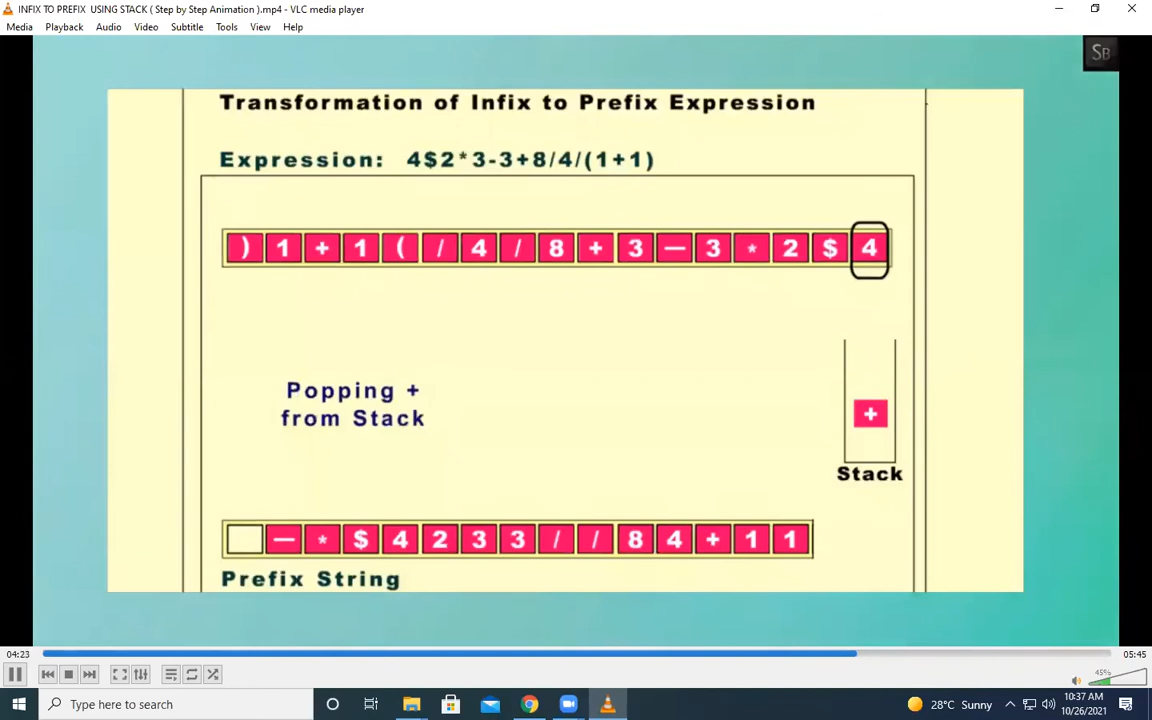 INFIX TO PREFIX USING STACK ( Step by Step Animation ).mp4 - VLC media player
Media Playback Audio Video Subtitle Tools View Help
SB
Transformation of Infix to Prefix Expression
Expression: 4$2*3-3+8/4/(1+1)
) 1 + 1 ( / 4 / 8 + 3 — 3 * 2 $ 4
Popping +
from Stack
+
Stack
— * $ 4 2 3 3 / / 8 4 + 1 1
Prefix String
04:23 05:45
45%
Type here to search
28°C Sunny
10:37 AM
10/26/2021